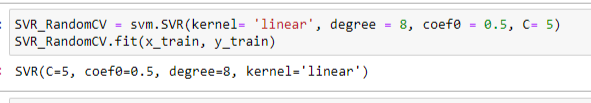 SVR_RandomCV = svm.SVR(kernel= 'linear', degree = 8, coef0 = 0.5, C= 5)
SVR_RandomCV.fit(x_train, y_train)
SVR(C=5, coef0=0.5, degree=8, kernel='linear')